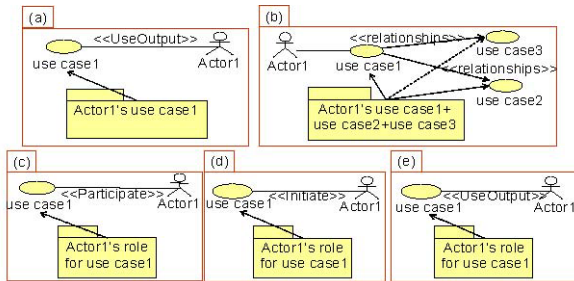 (a)
<<UseOutput>>
use case1
Actor1
Actor1's use case1
(b)
<<relationships>>
Actor1
use case1
use case3
<<relationships>>
use case2
Actor1's use case1+
use case2+use case3
(c)
<<Participate>>
use case1
Actor1
Actor1's role
for use case1
(d)
<<Initiate>>
use case1
Actor1
Actor1's role
for use case1
(e)
<<UseOutput>>
use case1
Actor1
Actor1's role
for use case1